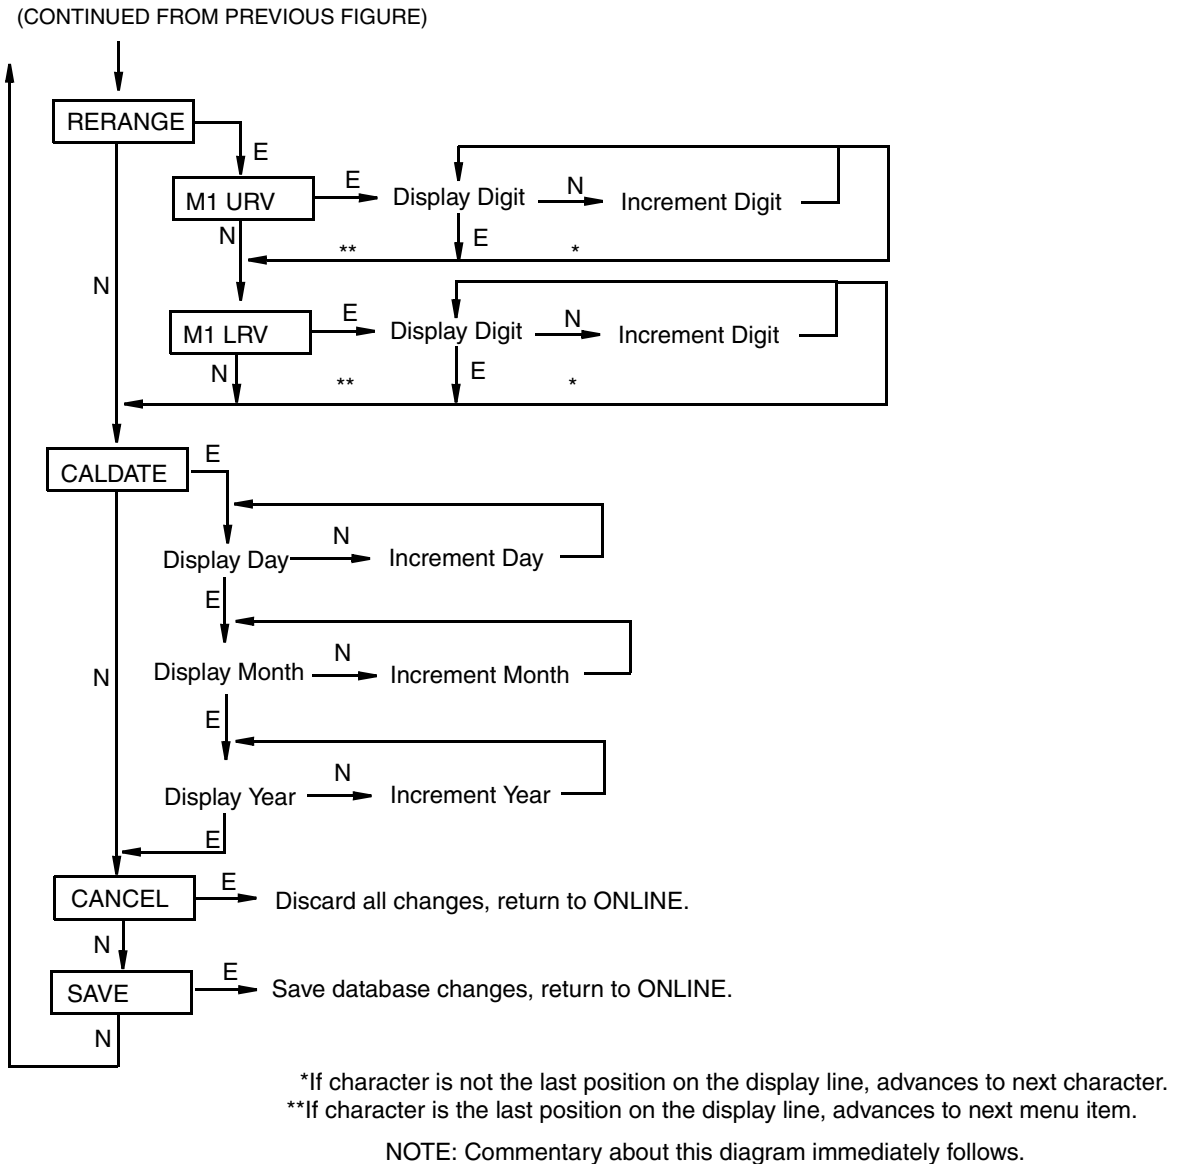 (CONTINUED FROM PREVIOUS FIGURE)
RERANGE
E
M1 URV
E
Display Digit
N
Increment Digit
N
E
**
*
N
M1 LRV
E
Display Digit
N
Increment Digit
N
E
**
*
CALDATE
E
Display Day
N
Increment Day
E
N
Display Month
N
Increment Month
E
Display Year
N
Increment Year
E
CANCEL
E
Discard all changes, return to ONLINE.
N
SAVE
E
Save database changes, return to ONLINE.
N
*If character is not the last position on the display line, advances to next character.
**If character is the last position on the display line, advances to next menu item.
NOTE: Commentary about this diagram immediately follows.